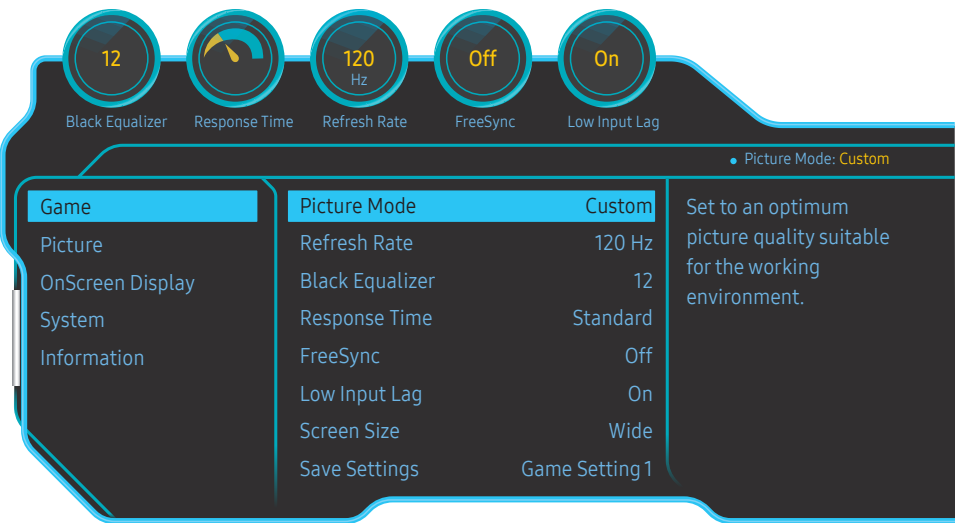 12
120
Hz
Off
On
Black Equalizer
Response Time
Refresh Rate
FreeSync
Low Input Lag
Picture Mode: Custom
Game
Picture
OnScreen Display
System
Information
Picture Mode Custom
Refresh Rate 120 Hz
Black Equalizer 12
Response Time Standard
FreeSync Off
Low Input Lag On
Screen Size Wide
Save Settings Game Setting 1
Set to an optimum
picture quality suitable
for the working
environment.